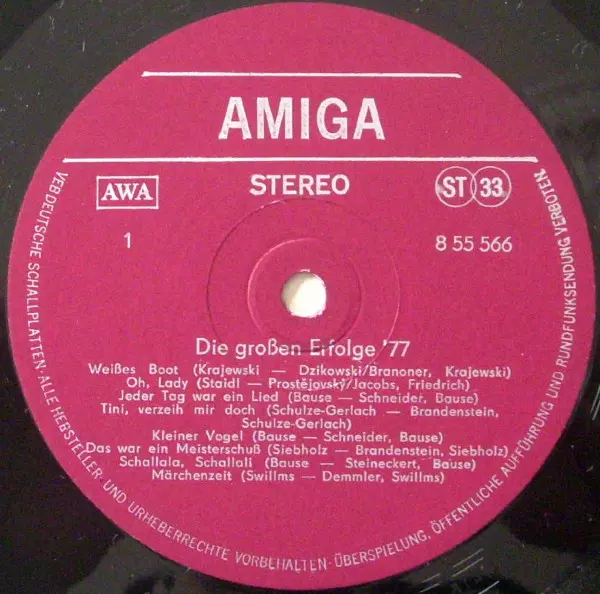 AMIGA
AWA
STEREO
ST 33
1
8 55 566
Die großen Erfolge '77
Weißes Boot (Krajewski — Dzikowski/Branoner, Krajewski)
Oh, Lady (Staidl — Prostějovsky/Jacobs, Friedrich)
Jeder Tag war ein Lied (Bause — Schneider, Bause)
Tini, verzeih mir doch (Schulze-Gerlach — Brandenstein,
Schulze-Gerlach)
Kleiner Vogel (Bause — Schneider, Bause)
Das war ein Meisterschuß (Siebholz — Brandenstein, Siebholz)
Schallala, Schallali (Bause — Steineckert, Bause)
Märchenzeit (Swillms — Demmler, Swillms)
VEB DEUTSCHE SCHALLPLATTEN · ALLE HERSTELLER- UND URHEBERRECHTE VORBEHALTEN · ÜBERSPIELUNG, ÖFFENTLICHE AUFFÜHRUNG UND RUNDFUNKSENDUNG VERBOTEN